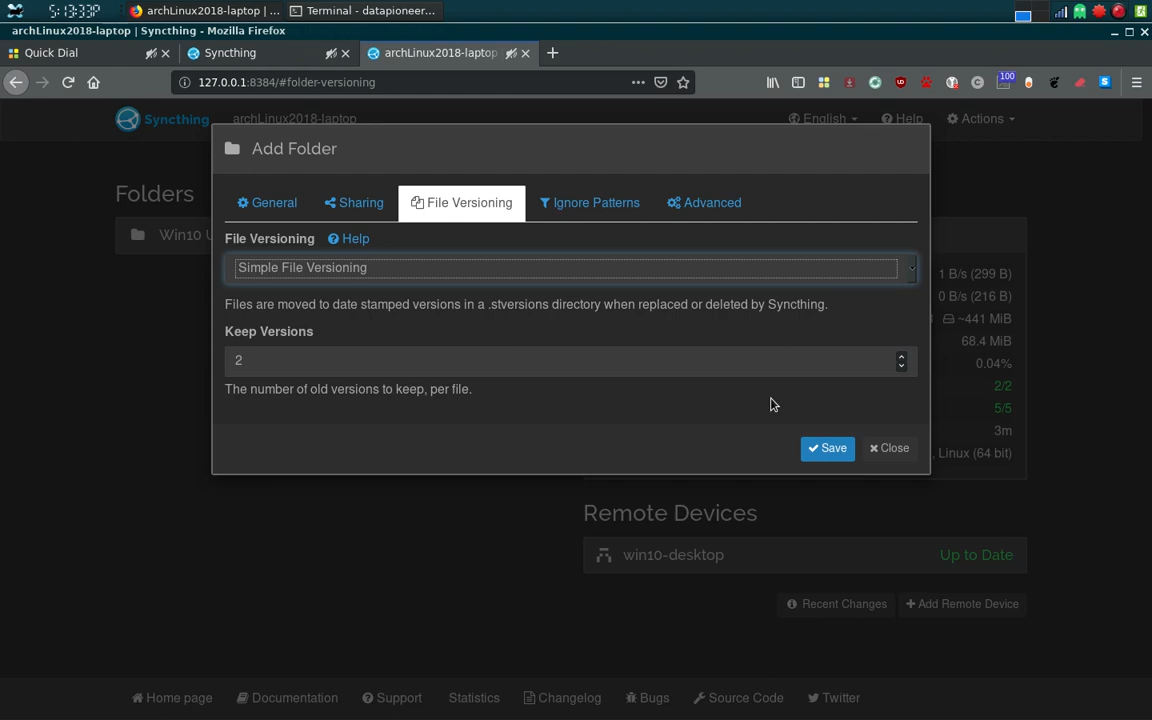 5:13:33P
archLinux2018-laptop | ...
Terminal - datapioneer...
archLinux2018-laptop | Syncthing - Mozilla Firefox
Quick Dial
Syncthing
archLinux2018-laptop
127.0.0.1:8384/#folder-versioning
100
Syncthing
archLinux2018-laptop
English
Help
Actions
Add Folder
General
Sharing
File Versioning
Ignore Patterns
Advanced
File Versioning
Help
Simple File Versioning
Files are moved to date stamped versions in a .stversions directory when replaced or deleted by Syncthing.
Keep Versions
2
The number of old versions to keep, per file.
Save
Close
Folders
Win10 U
1 B/s (299 B)
0 B/s (216 B)
~441 MiB
68.4 MiB
0.04%
2/2
5/5
3m
, Linux (64 bit)
Remote Devices
win10-desktop
Up to Date
Recent Changes
Add Remote Device
Home page
Documentation
Support
Statistics
Changelog
Bugs
Source Code
Twitter